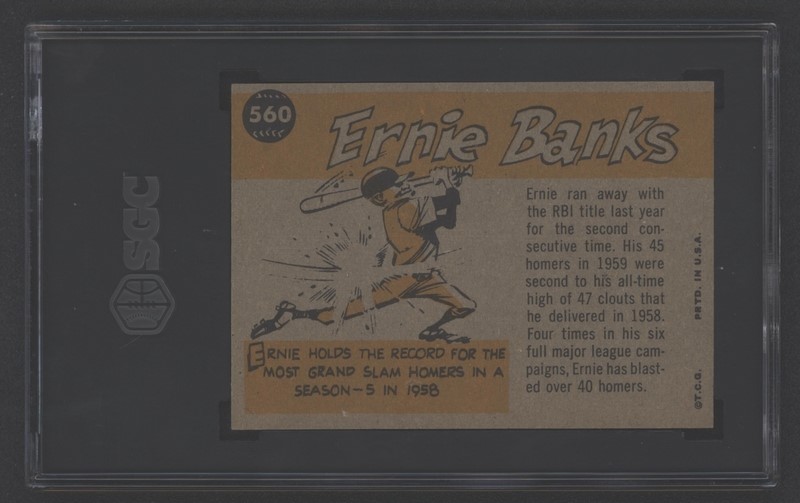 SGC
560
Ernie Banks
Ernie ran away with
the RBI title last year
for the second con-
secutive time. His 45
homers in 1959 were
second to his all-time
high of 47 clouts that
he delivered in 1958.
Four times in his six
full major league cam-
paigns, Ernie has blast-
ed over 40 homers.
ERNIE HOLDS THE RECORD FOR THE
MOST GRAND SLAM HOMERS IN A
SEASON—5 IN 1958
©T.C.G. PRTD. IN U.S.A.